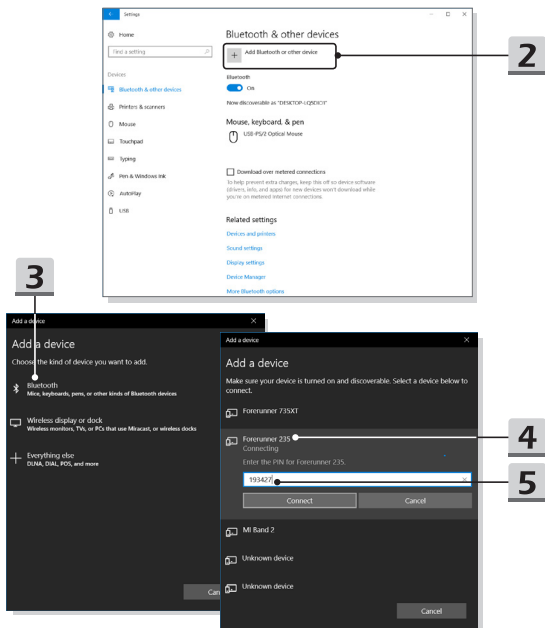 Settings
Home
Find a setting
Devices
Bluetooth & other devices
Printers & scanners
Mouse
Touchpad
Typing
Pen & Windows Ink
AutoPlay
USB
Bluetooth & other devices
Add Bluetooth or other device
Bluetooth
On
Now discoverable as "DESKTOP-
Mouse, keyboard, & pen
USB-PS/2 Optical Mouse
Download over metered connections
To help prevent extra charges, keep this off so device software
(drivers, info, and apps) for new devices won't download while
you're on metered internet connections.
Related settings
Devices and printers
Sound settings
Display settings
Device Manager
More Bluetooth options
2
3
Add a device
Add a device
Choose the kind of device you want to add.
Bluetooth
Mice, keyboards, pens, or other kinds of Bluetooth devices
Wireless display or dock
Wireless monitors, TVs, or PCs that use Miracast, or wireless docks
Everything else
DLNA, DIAL, POS, and more
Can
Add a device
Add a device
Make sure your device is turned on and discoverable. Select a device below to
connect.
Forerunner 735XT
Forerunner 235
Connecting
Enter the PIN for Forerunner 235.
193427
Connect
Cancel
MI Band 2
Unknown device
Unknown device
Cancel
4
5